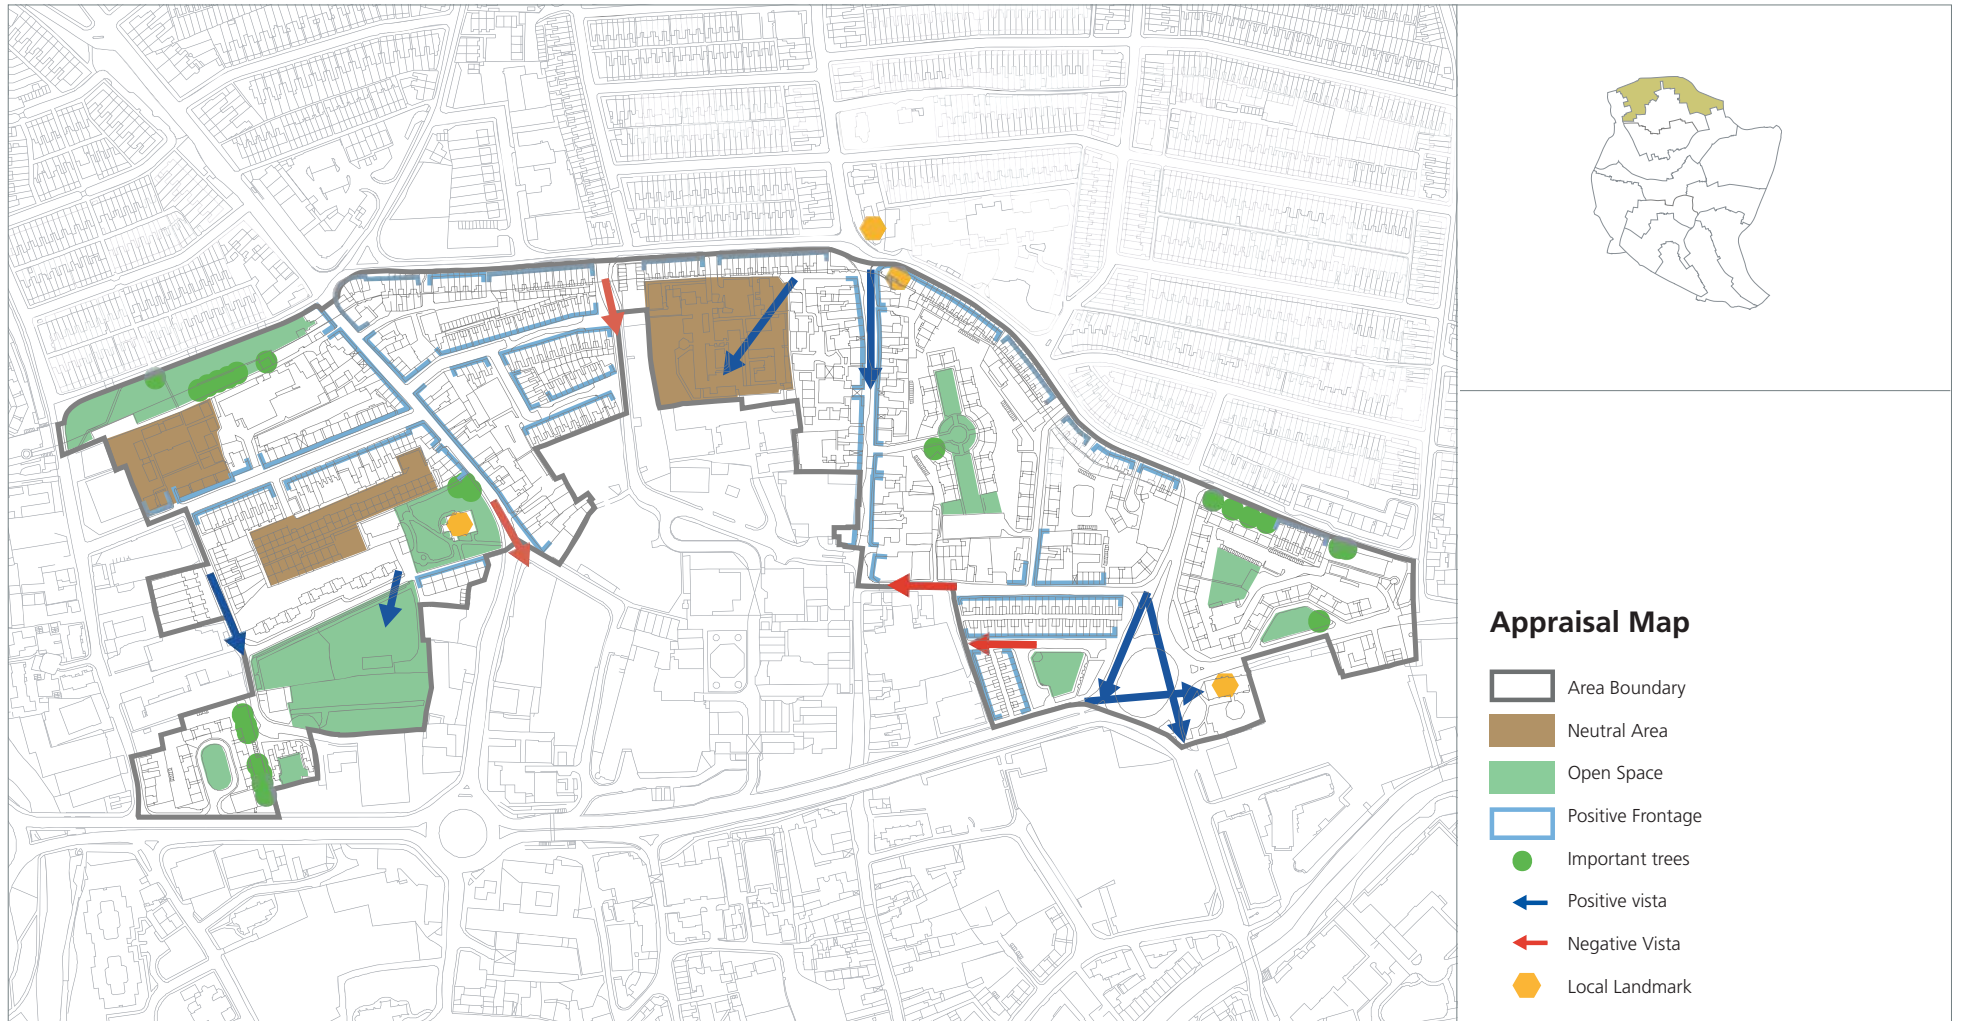 Appraisal Map
Area Boundary
Neutral Area
Open Space
Positive Frontage
Important trees
Positive vista
Negative Vista
Local Landmark